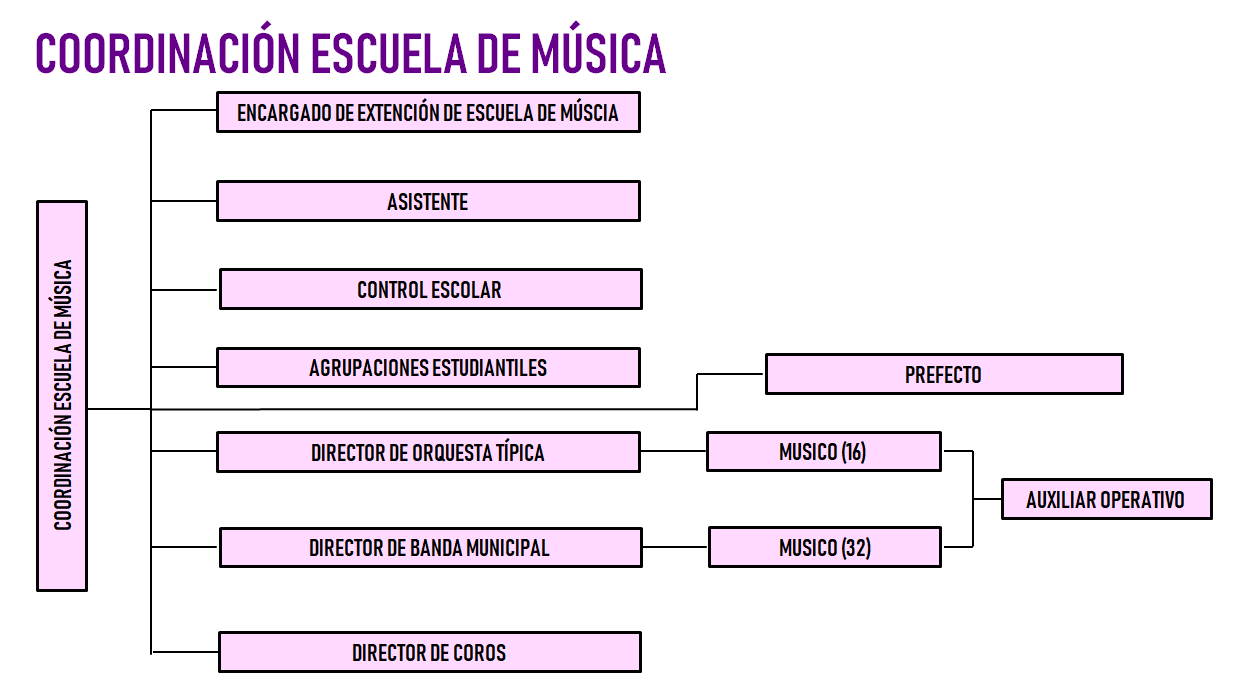 COORDINACIÓN ESCUELA DE MÚSICA
COORDINACIÓN ESCUELA DE MÚSICA
ENCARGADO DE EXTENCIÓN DE ESCUELA DE MÚSCIA
ASISTENTE
CONTROL ESCOLAR
AGRUPACIONES ESTUDIANTILES
PREFECTO
DIRECTOR DE ORQUESTA TÍPICA
MUSICO (16)
AUXILIAR OPERATIVO
DIRECTOR DE BANDA MUNICIPAL
MUSICO (32)
DIRECTOR DE COROS